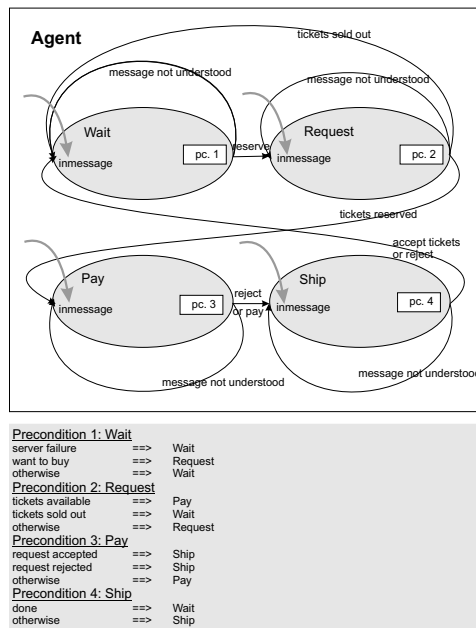 Agent
tickets sold out
message not understood
message not understood
Wait
Request
inmessage
pc. 1
reserve
inmessage
pc. 2
tickets reserved
accept tickets
or reject
Pay
Ship
inmessage
pc. 3
reject
or pay
inmessage
pc. 4
message not understood
message not understood
Precondition 1: Wait
server failure ==> Wait
want to buy ==> Request
otherwise ==> Wait
Precondition 2: Request
tickets available ==> Pay
tickets sold out ==> Wait
otherwise ==> Request
Precondition 3: Pay
request accepted ==> Ship
request rejected ==> Ship
otherwise ==> Pay
Precondition 4: Ship
done ==> Wait
otherwise ==> Ship